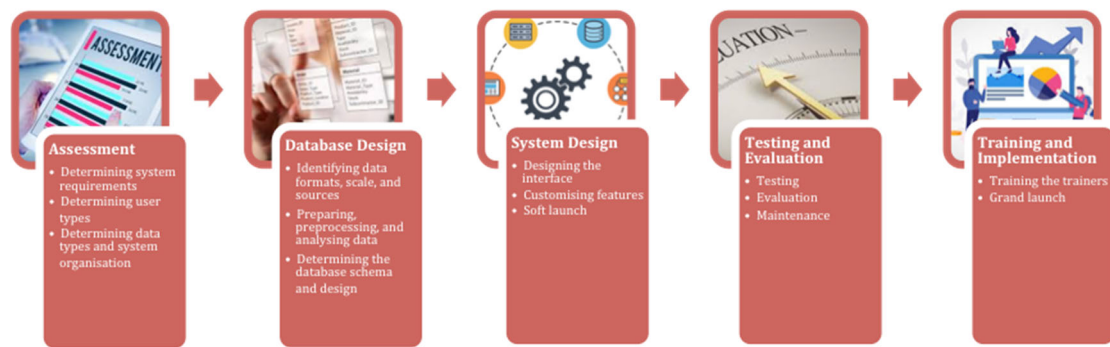 ASSESSMENT
Assessment
• Determining system
requirements
• Determining user
types
• Determining data
types and system
organisation
Database Design
• Identifying data
formats, scale, and
sources
• Preparing,
preprocessing, and
analysing data
• Determining the
database schema
and design
System Design
• Designing the
interface
• Customising features
• Soft launch
UATION
Testing and
Evaluation
• Testing
• Evaluation
• Maintenance
Training and
Implementation
• Training the trainers
• Grand launch